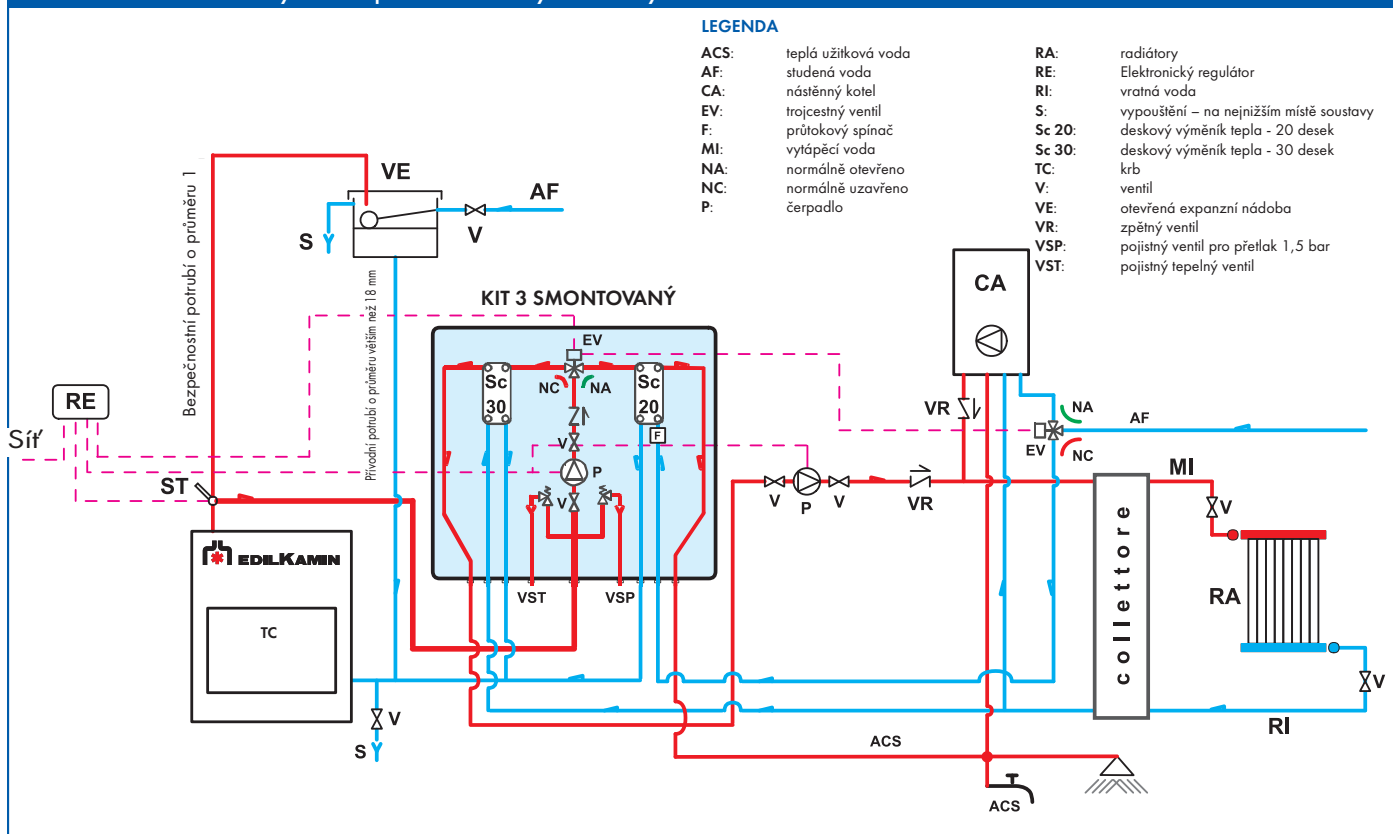 LEGENDA
ACS: teplá užitková voda
AF: studená voda
CA: nástěnný kotel
EV: trojcestný ventil
F: průtokový spínač
MI: vytápěcí voda
NA: normálně otevřeno
NC: normálně uzavřeno
P: čerpadlo
RA: radiátory
RE: Elektronický regulátor
RI: vratná voda
S: vypouštění – na nejnižším místě soustavy
Sc 20: deskový výměník tepla - 20 desek
Sc 30: deskový výměník tepla - 30 desek
TC: krb
V: ventil
VE: otevřená expanzní nádoba
VR: zpětný ventil
VSP: pojistný ventil pro přetlak 1,5 bar
VST: pojistný tepelný ventil
Bezpečnostní potrubí o průměru 1
VE
AF
S
V
Přívodní potrubí o průměru větším než 18 mm
KIT 3 SMONTOVANÝ
EV
Sc
30
NC
NA
Sc
20
F
V
P
V
VST
VSP
RE
Síť
ST
EDILKAMIN
TC
V
S
CA
VR
NA
EV
NC
AF
V
P
V
VR
MI
V
collettore
RA
V
RI
ACS
ACS